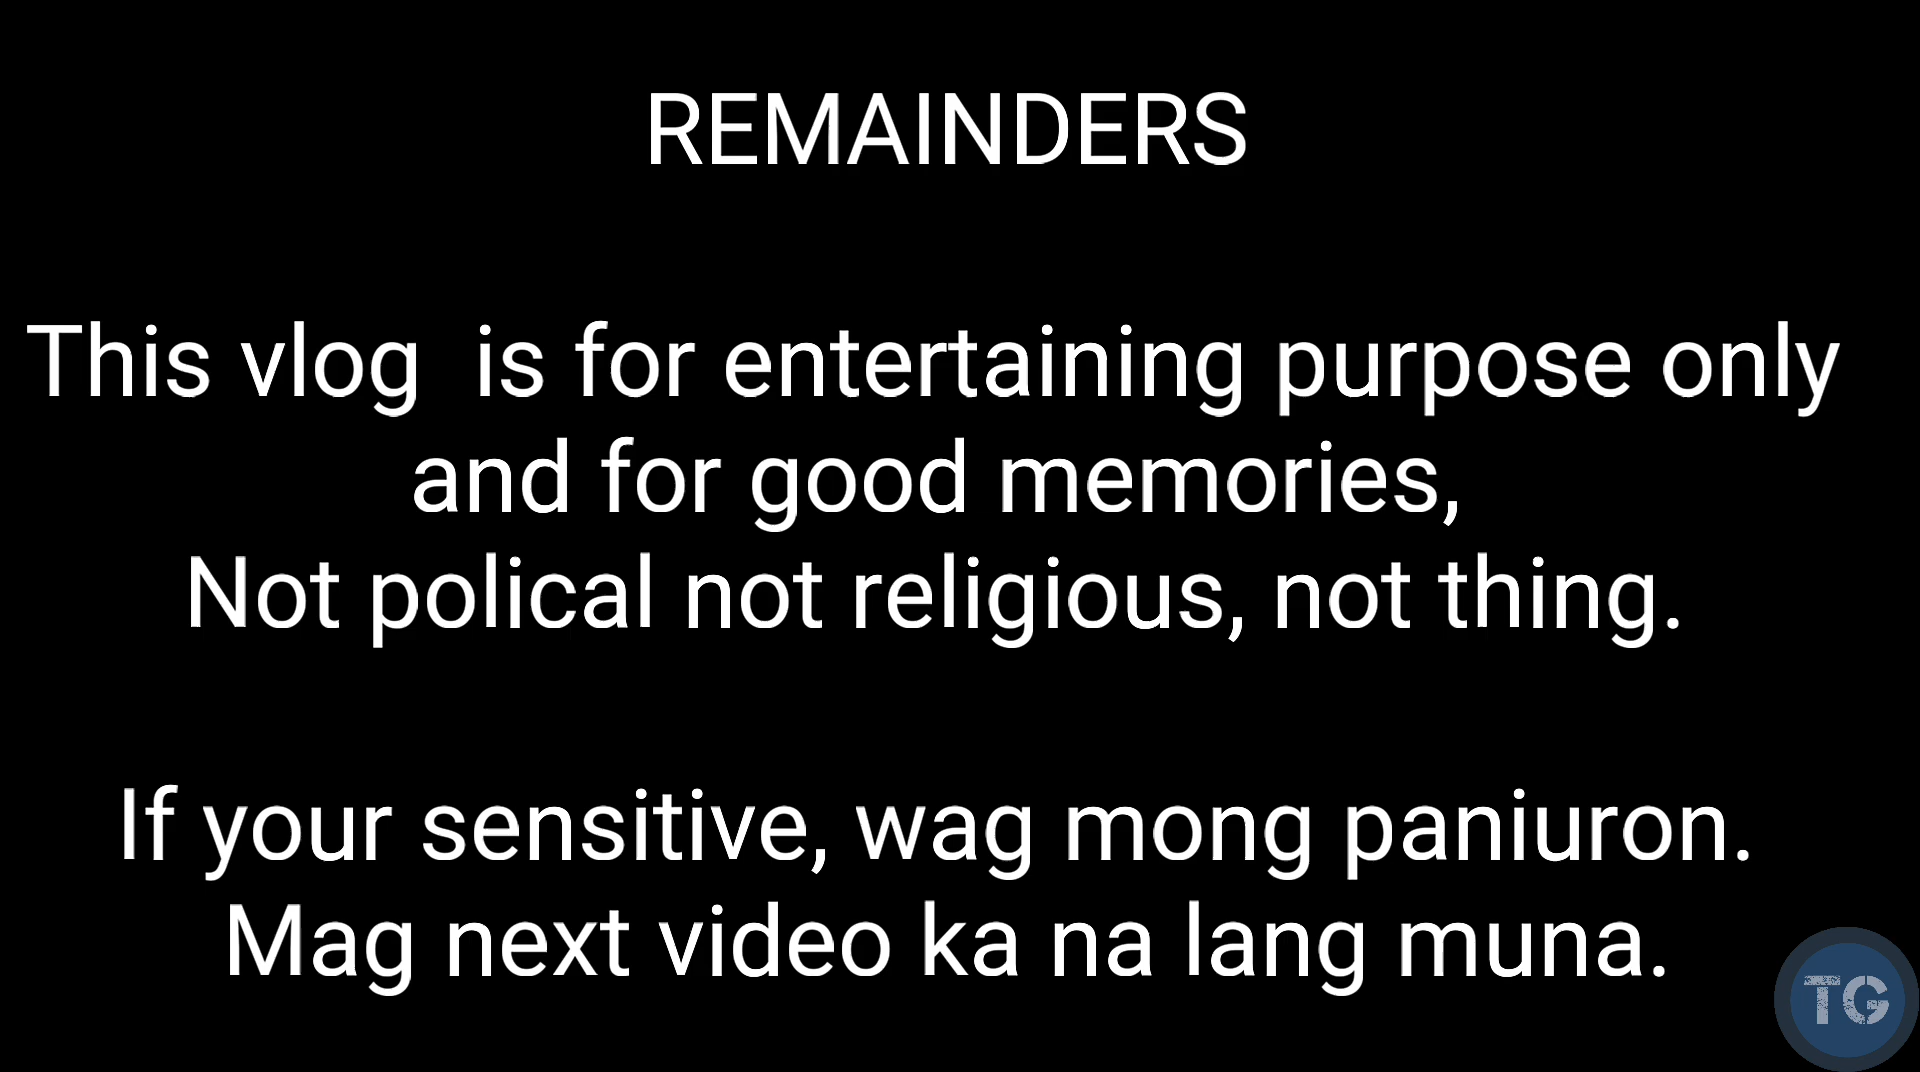 REMAINDERS
This vlog  is for entertaining purpose only
and for good memories,
Not polical not religious, not thing.
If your sensitive, wag mong paniuron.
Mag next video ka na lang muna.
TG